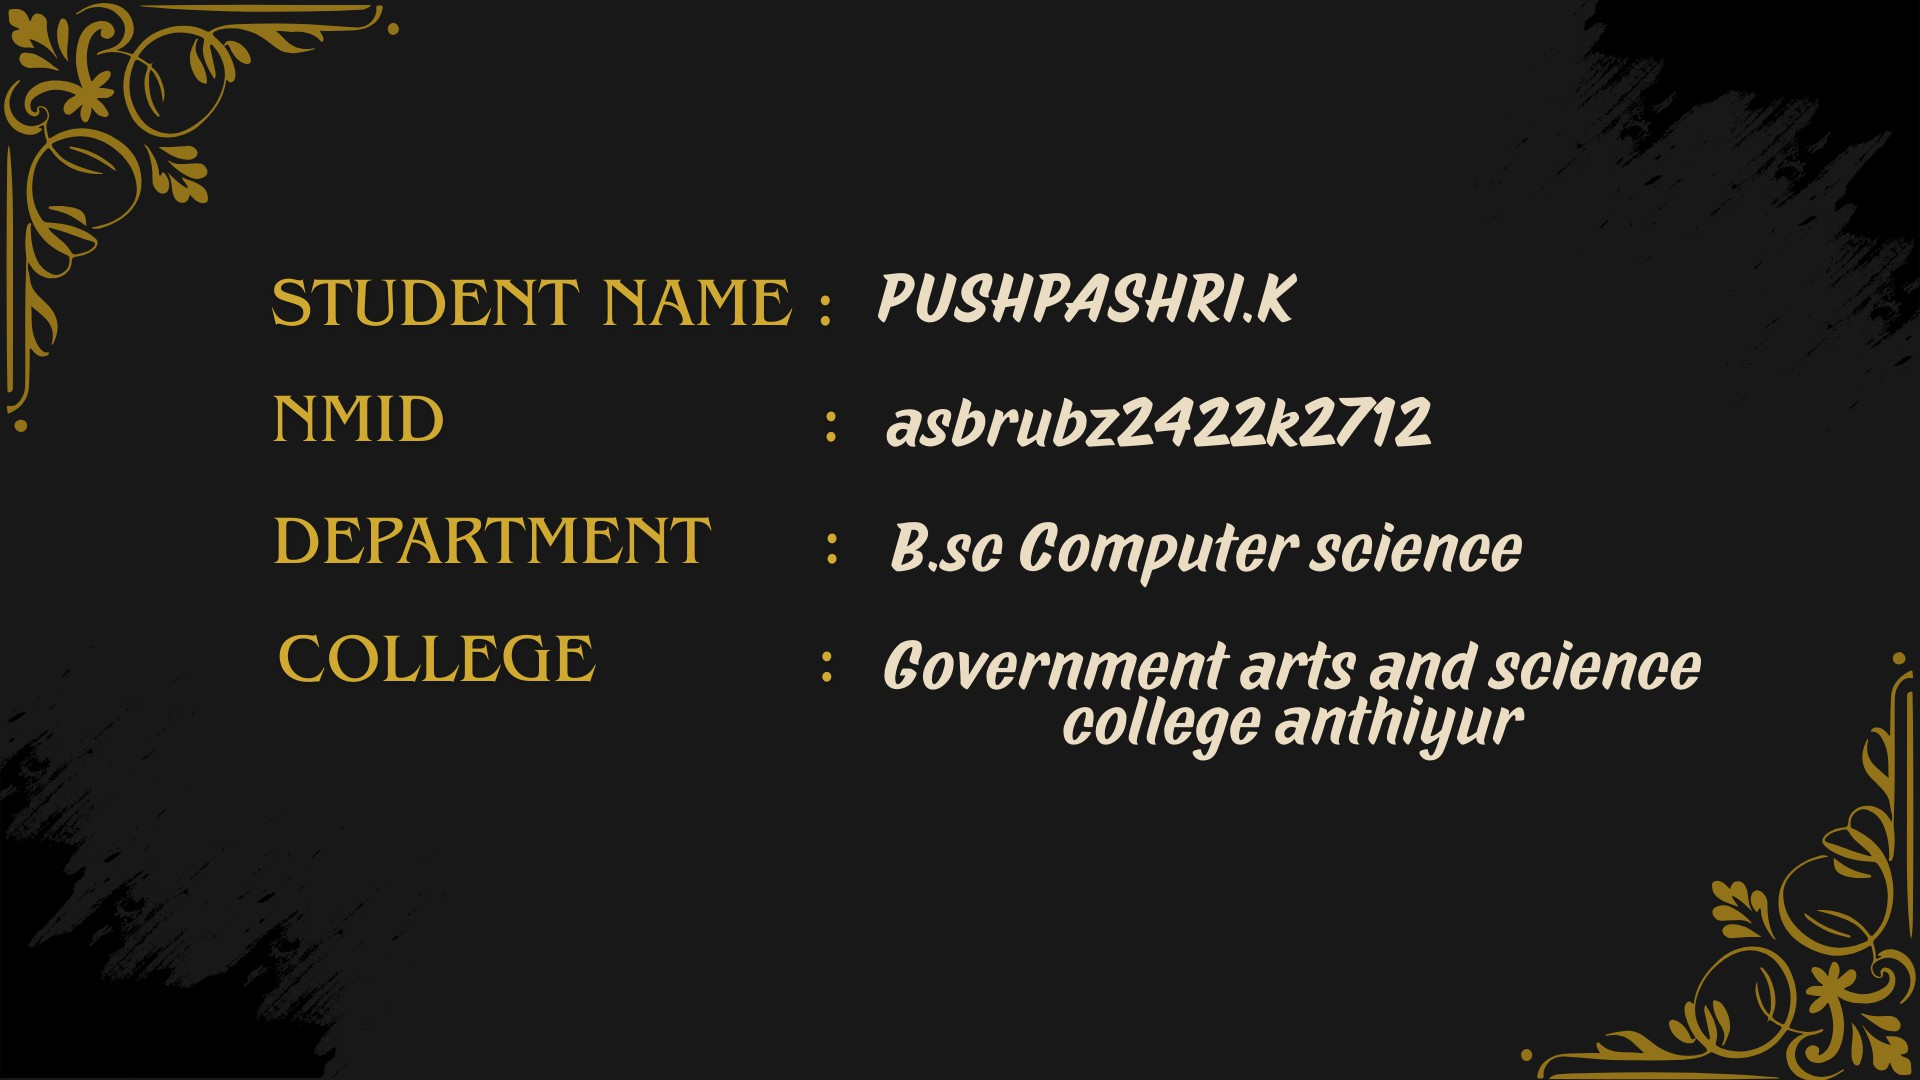 STUDENT NAME : PUSHPASHRI.K
NMID : asbrubz2422k2712
DEPARTMENT : B.sc Computer science
COLLEGE : Government arts and science
college anthiyur